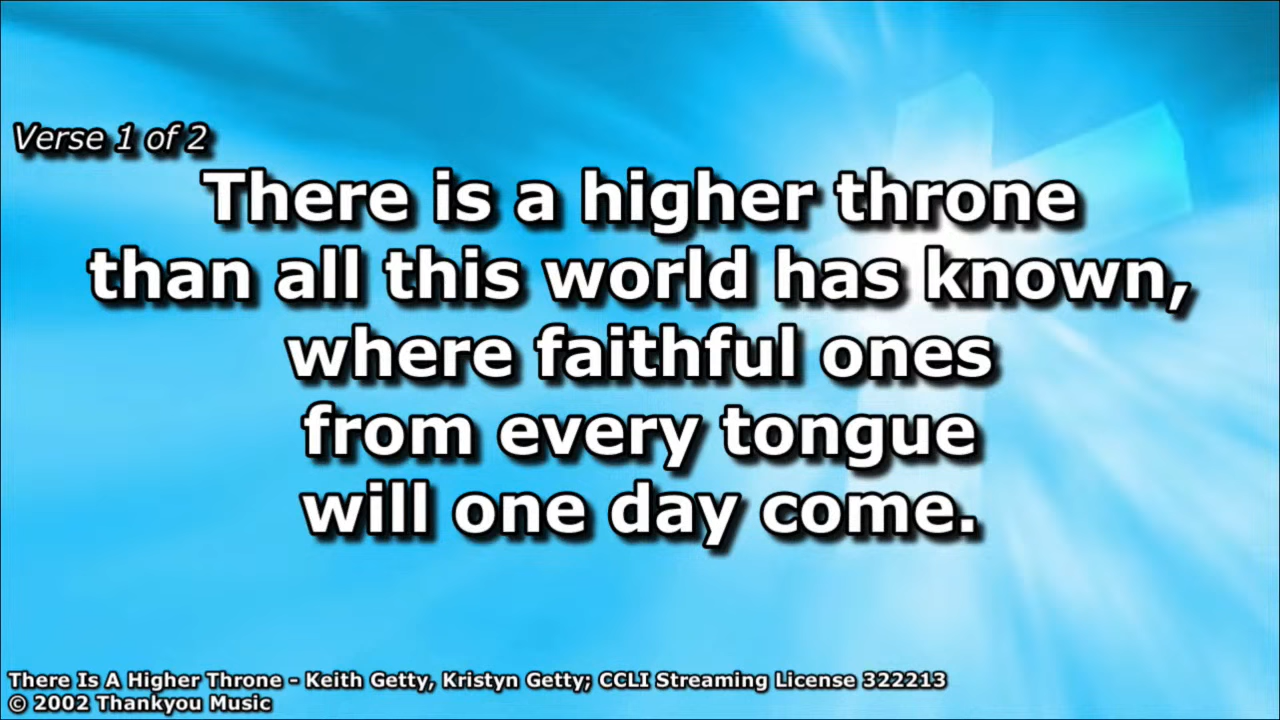 Verse 1 of 2
There is a higher throne
than all this world has known,
where faithful ones
from every tongue
will one day come.
There Is A Higher Throne - Keith Getty, Kristyn Getty; CCLI Streaming License 322213
© 2002 Thankyou Music